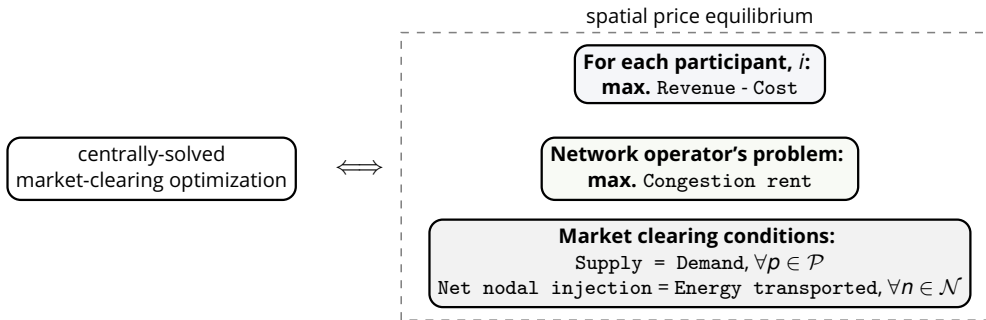 spatial price equilibrium
For each participant, i:
max. Revenue - Cost
centrally-solved
market-clearing optimization
⟺
Network operator's problem:
max. Congestion rent
Market clearing conditions:
Supply = Demand, ∀p ∈ 𝒫
Net nodal injection = Energy transported, ∀n ∈ 𝒩